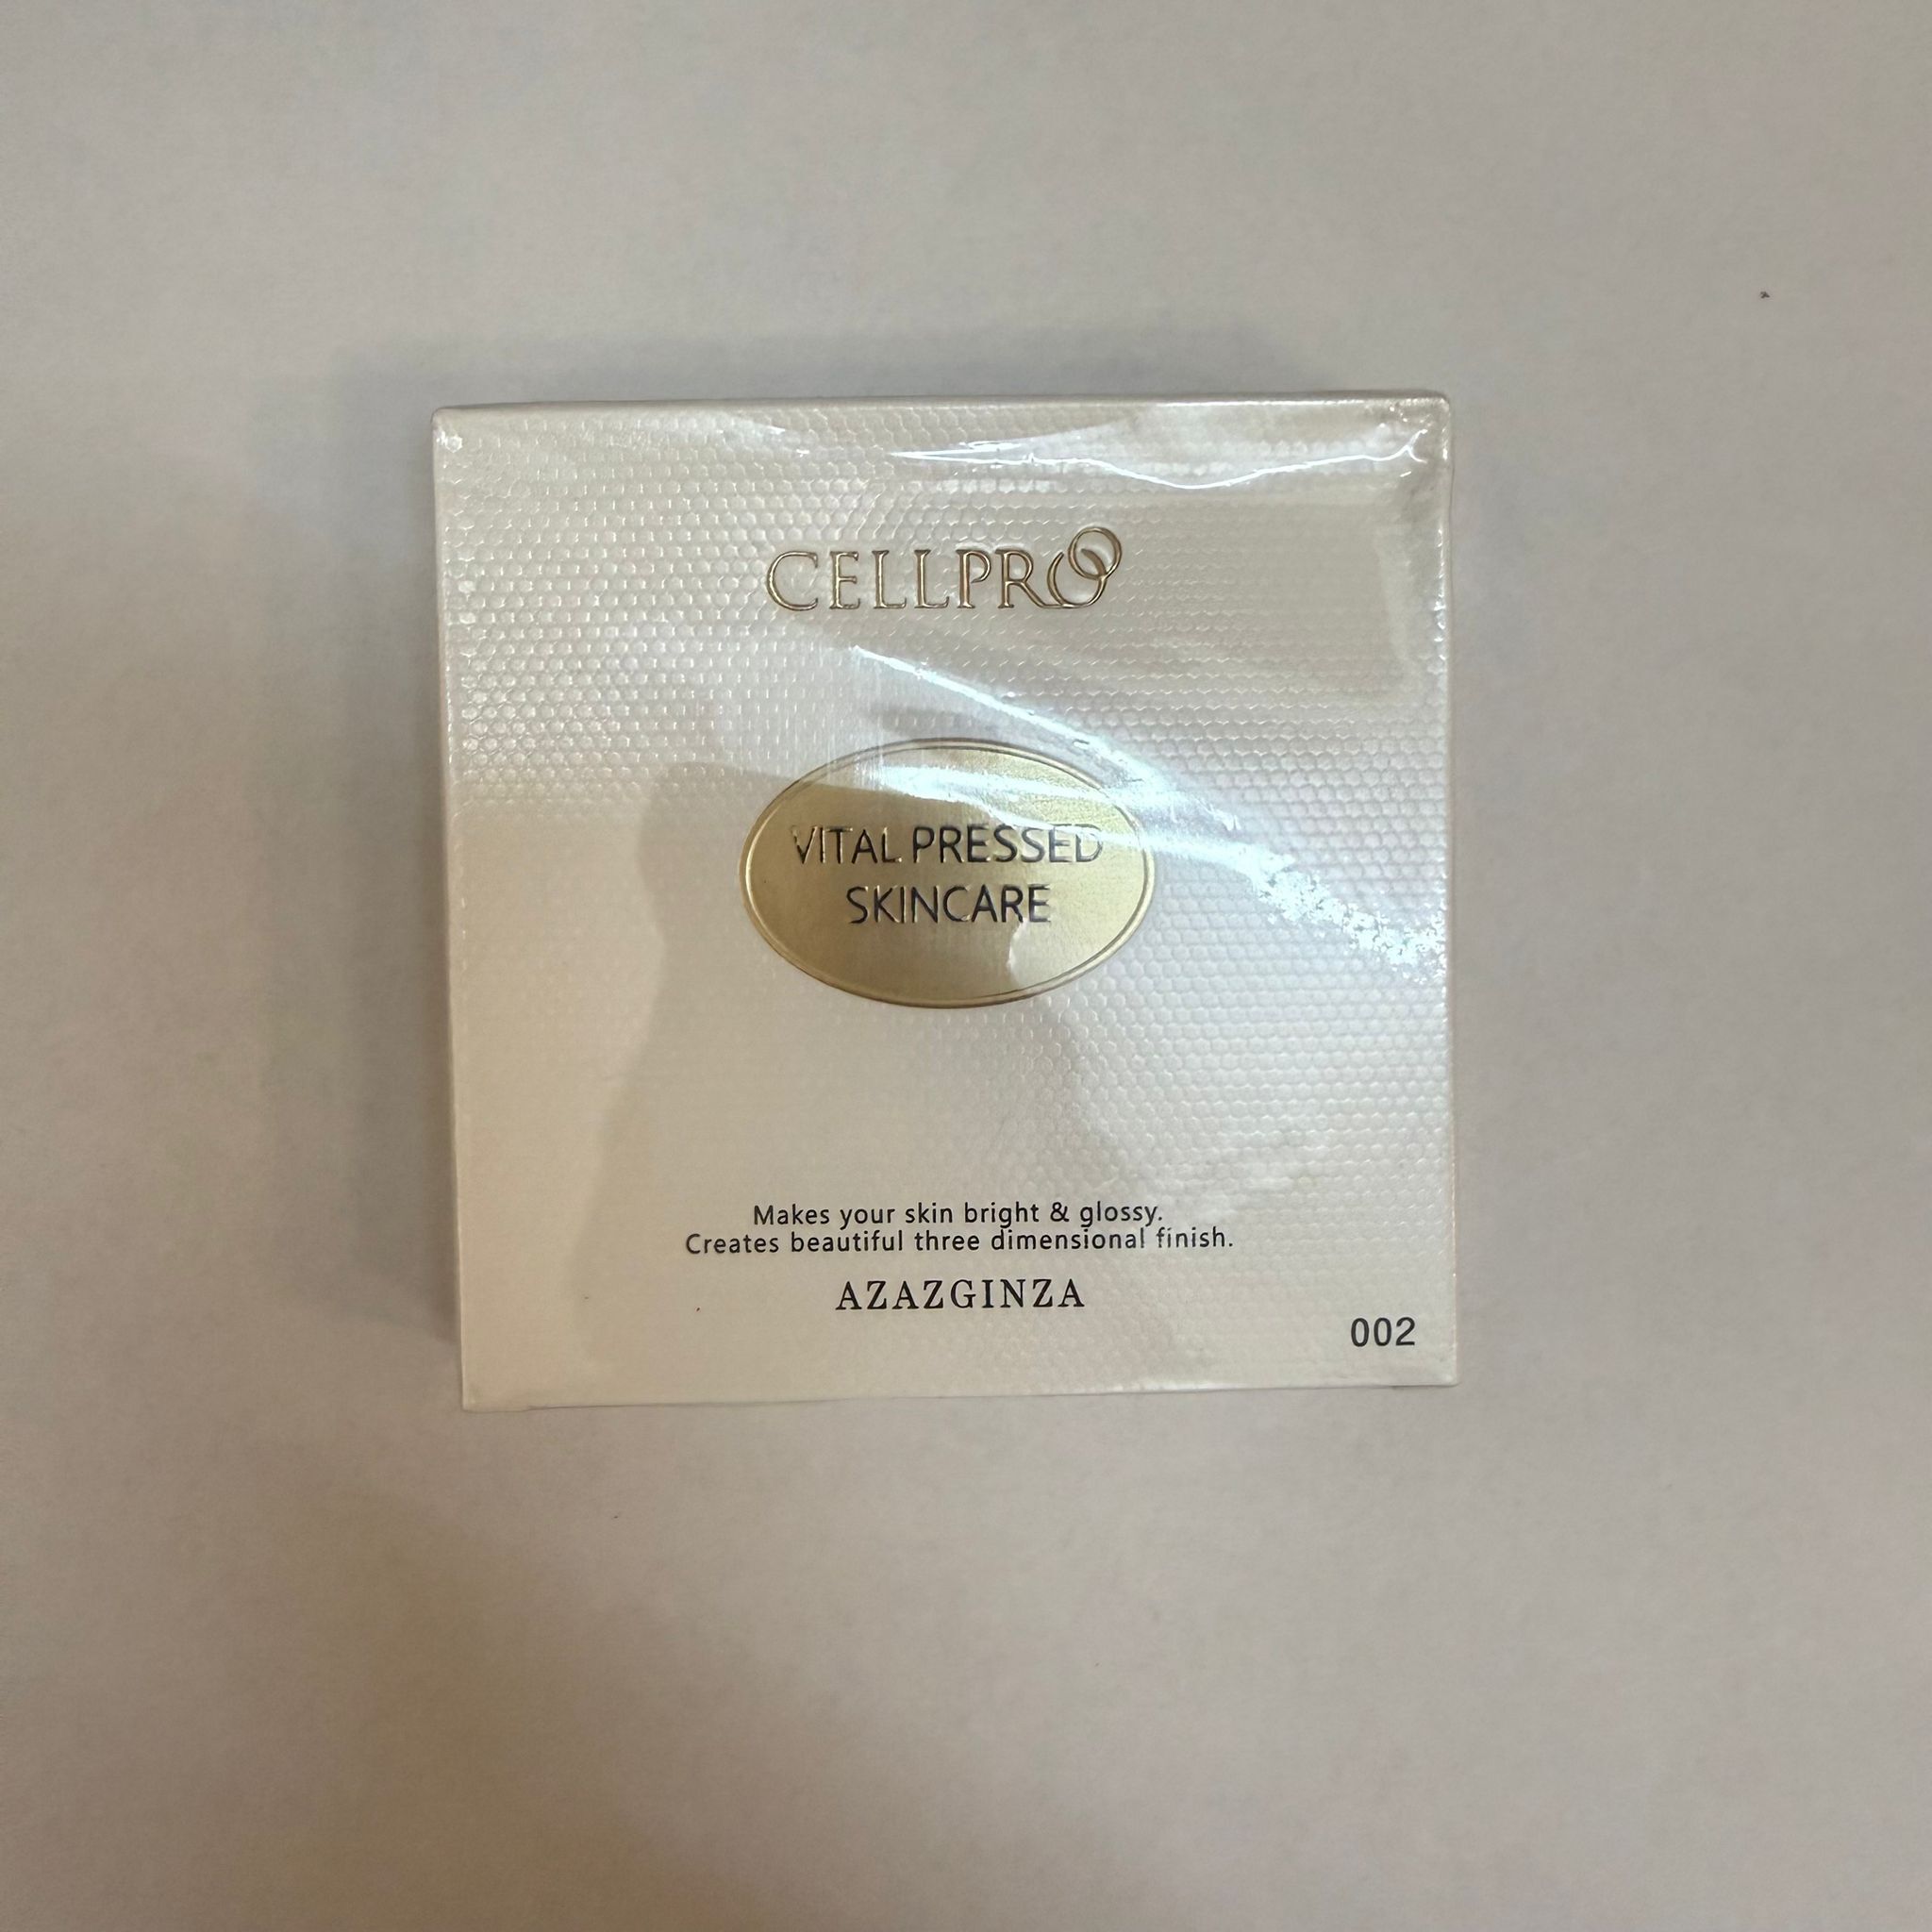 CELLPRO
VITAL PRESSED
SKINCARE
Makes your skin bright & glossy.
Creates beautiful three dimensional finish.
AZAZGINZA
002